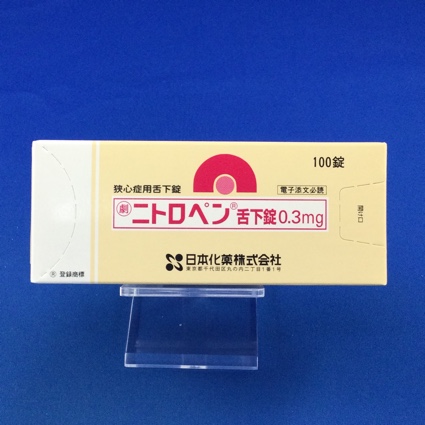 100錠
狭心症用舌下錠
電子添文必読
劇 ニトロペン® 舌下錠0.3mg
開封口
日本化薬株式会社
東京都千代田区丸の内二丁目1番1号
® 登録商標